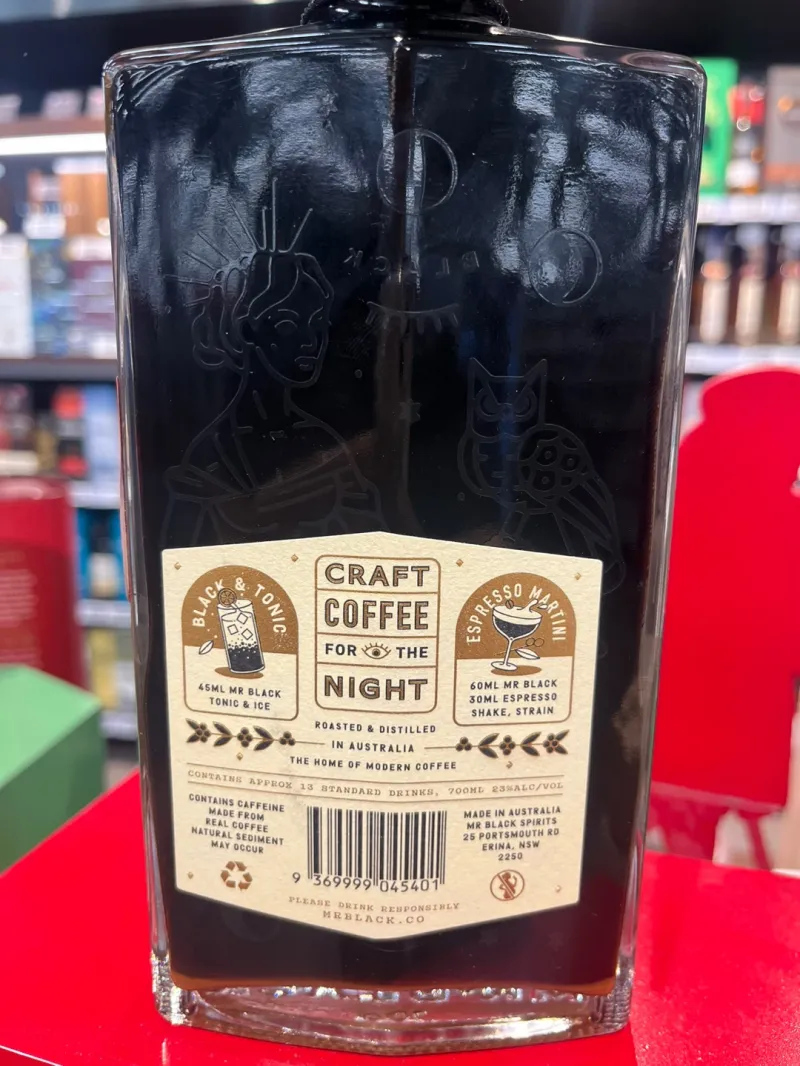 BLACK
BLACK & TONIC
45ML MR BLACK
TONIC & ICE
CRAFT
COFFEE
FOR THE
NIGHT
ESPRESSO MARTINI
60ML MR BLACK
30ML ESPRESSO
SHAKE, STRAIN
ROASTED & DISTILLED
IN AUSTRALIA
THE HOME OF MODERN COFFEE
CONTAINS APPROX 13 STANDARD DRINKS, 700ML 23%ALC/VOL
CONTAINS CAFFEINE
MADE FROM
REAL COFFEE
NATURAL SEDIMENT
MAY OCCUR
9 369999 045401
MADE IN AUSTRALIA
MR BLACK SPIRITS
25 PORTSMOUTH RD
ERINA, NSW
2250
PLEASE DRINK RESPONSIBLY
MRBLACK.CO